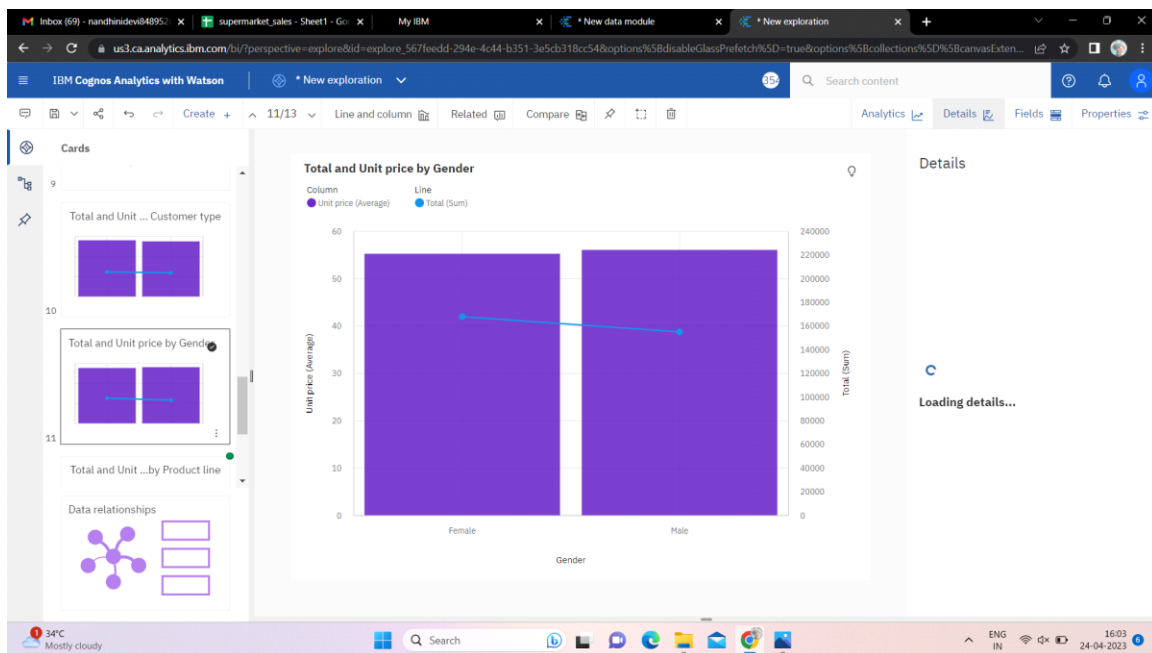 Inbox (69) - nandhinidevi848952
supermarket_sales - Sheet1 - Go
My IBM
* New data module
* New exploration
us3.ca.analytics.ibm.com/bi/?perspective=explore&id=explore_567feedd-294e-4c44-b351-3e5cb318cc54&options%5BdisableGlassPrefetch%5D=true&options%5Bcollections%5D%5BcanvasExten...
IBM Cognos Analytics with Watson
* New exploration
354
Search content
Create +
11/13
Line and column
Related
Compare
Analytics
Details
Fields
Properties
Cards
9
Total and Unit ... Customer type
10
Total and Unit price by Gende
11
Total and Unit ...by Product line
Data relationships
Total and Unit price by Gender
Column
Line
Unit price (Average)
Total (Sum)
60
50
40
30
20
10
0
Unit price (Average)
240000
220000
200000
180000
160000
140000
120000
100000
80000
60000
40000
20000
0
Total (Sum)
Female
Male
Gender
Details
Loading details...
1
34°C
Mostly cloudy
Search
ENG
IN
16:03
24-04-2023
6